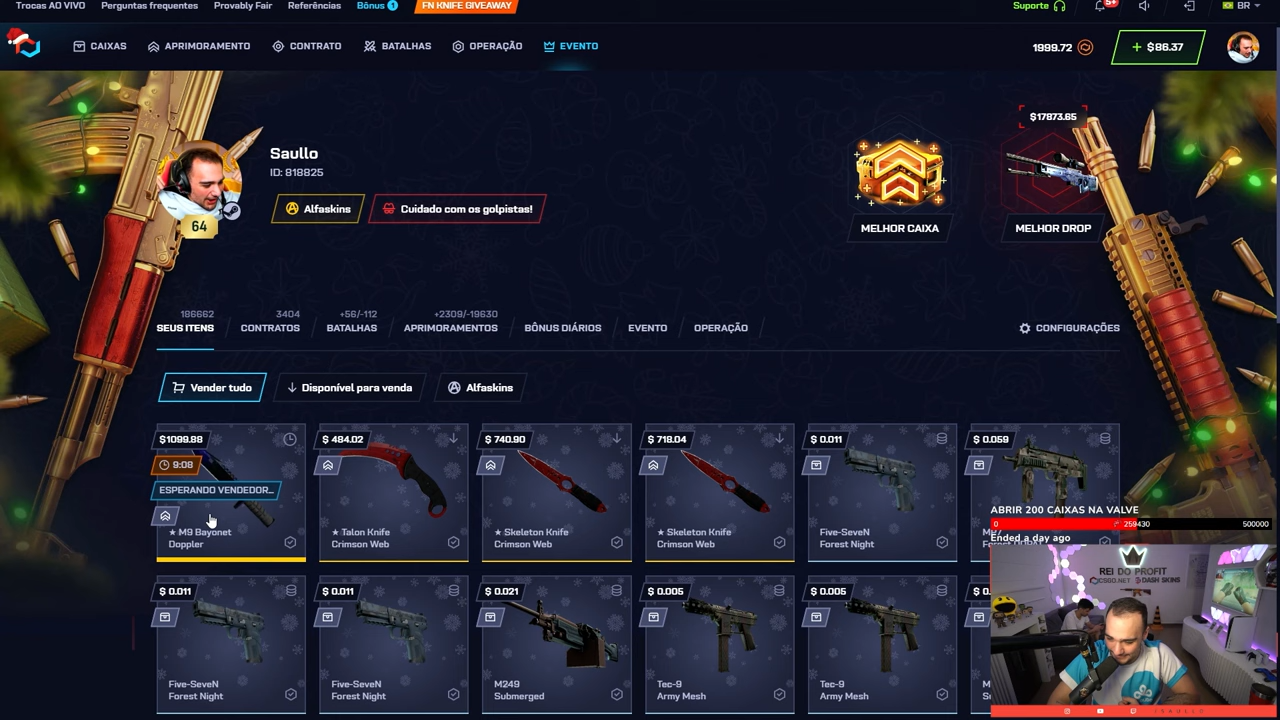 Trocas AO VIVO Perguntas frequentes Provably Fair Referências Bônus 1 FN KNIFE GIVEAWAY Suporte 5+ BR
CAIXAS APRIMORAMENTO CONTRATO BATALHAS OPERAÇÃO EVENTO 1999.72 + $86.37
$17873.65
Saullo
ID: 818825
64
Alfaskins Cuidado com os golpistas!
MELHOR CAIXA MELHOR DROP
186662 3404 +56/-112 +2309/-19630
SEUS ITENS CONTRATOS BATALHAS APRIMORAMENTOS BÔNUS DIÁRIOS EVENTO OPERAÇÃO CONFIGURAÇÕES
Vender tudo Disponível para venda Alfaskins
$1099.88 $ 484.02 $ 740.90 $ 718.04 $ 0.011 $ 0.059
9:08
ESPERANDO VENDEDOR...
★ M9 Bayonet
Doppler
★ Talon Knife
Crimson Web
★ Skeleton Knife
Crimson Web
★ Skeleton Knife
Crimson Web
Five-SeveN
Forest Night
ABRIR 200 CAIXAS NA VALVE
0 259430 500000
Ended a day ago
$ 0.011 $ 0.011 $ 0.021 $ 0.005 $ 0.005
Five-SeveN
Forest Night
Five-SeveN
Forest Night
M249
Submerged
Tec-9
Army Mesh
Tec-9
Army Mesh
REI DO PROFIT
CSGO.NET DASH SKINS